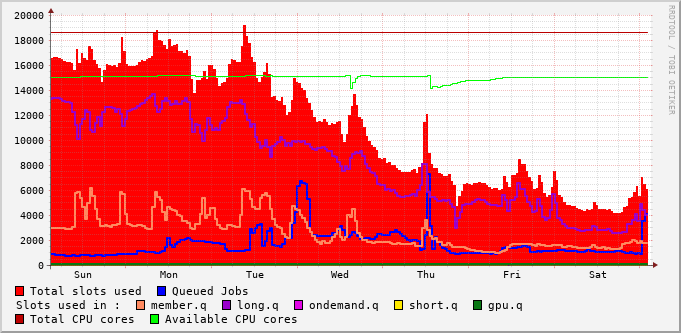 20000
18000
16000
14000
12000
10000
8000
6000
4000
2000
0
Sun Mon Tue Wed Thu Fri Sat
RRDTOOL / TOBI OETIKER
Total slots used Queued Jobs
Slots used in : member.q long.q ondemand.q short.q gpu.q
Total CPU cores Available CPU cores